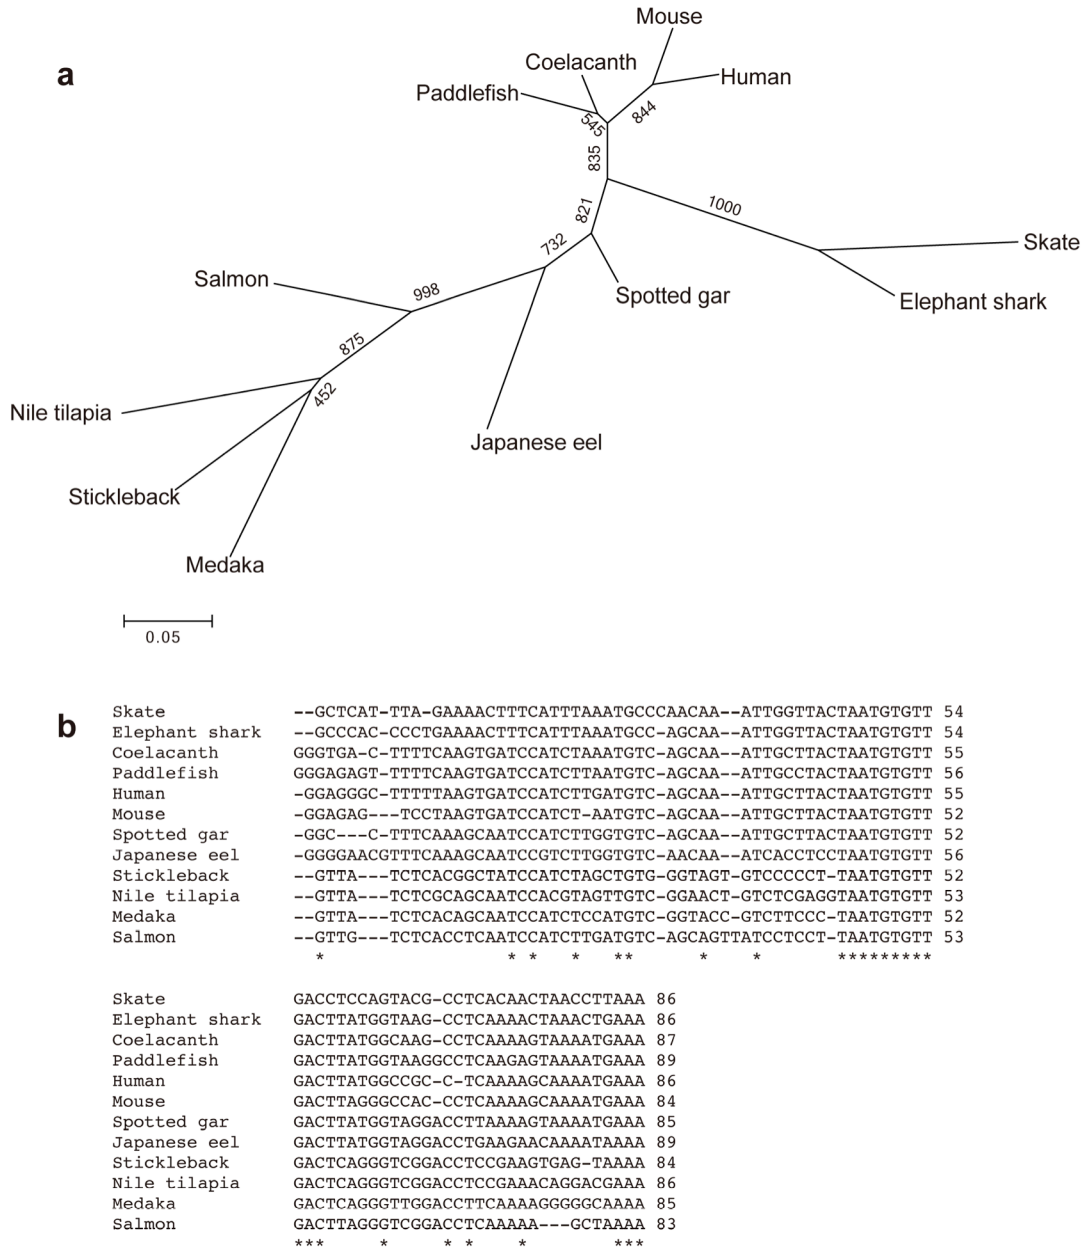 a
Mouse
Coelacanth
Human
Paddlefish
545
844
835
1000
821
732
Skate
Salmon
998
Spotted gar
Elephant shark
875
452
Nile tilapia
Japanese eel
Stickleback
Medaka
0.05
b
Skate --GCTCAT-TTA-GAAAACTTTCATTTAAATGCCCAACAA--ATTGGTTACTAATGTGTT 54
Elephant shark --GCCCAC-CCCTGAAAACTTTCATTTAAATGCC-AGCAA--ATTGGTTACTAATGTGTT 54
Coelacanth GGGTGA-C-TTTTCAAGTGATCCATCTAAATGTC-AGCAA--ATTGCTTACTAATGTGTT 55
Paddlefish GGGAGAGT-TTTTCAAGTGATCCATCTTAATGTC-AGCAA--ATTGCCTACTAATGTGTT 56
Human -GGAGGGC-TTTTTAAGTGATCCATCTTGATGTC-AGCAA--ATTGCTTACTAATGTGTT 55
Mouse -GGAGAG---TCCTAAGTGATCCATCT-AATGTC-AGCAA--ATTGCTTACTAATGTGTT 52
Spotted gar -GGC---C-TTTCAAAGCAATCCATCTTGGTGTC-AGCAA--ATTGCTTACTAATGTGTT 52
Japanese eel -GGGGAACGTTTCAAAGCAATCCGTCTTGGTGTC-AACAA--ATCACCTCCTAATGTGTT 56
Stickleback --GTTA---TCTCACGGCTATCCATCTAGCTGTG-GGTAGT-GTCCCCCT-TAATGTGTT 52
Nile tilapia --GTTA---TCTCGCAGCAATCCACGTAGTTGTC-GGAACT-GTCTCGAGGTAATGTGTT 53
Medaka --GTTA---TCTCACAGCAATCCATCTCCATGTC-GGTACC-GTCTTCCC-TAATGTGTT 52
Salmon --GTTG---TCTCACCTCAATCCATCTTGATGTC-AGCAGTTATCCTCCT-TAATGTGTT 53
* * * * ** * * *********
Skate GACCTCCAGTACG-CCTCACAACTAACCTTAAA 86
Elephant shark GACTTATGGTAAG-CCTCAAAACTAAACTGAAA 86
Coelacanth GACTTATGGCAAG-CCTCAAAAGTAAAATGAAA 87
Paddlefish GACTTATGGTAAGGCCTCAAGAGTAAAATGAAA 89
Human GACTTATGGCCGC-C-TCAAAAGCAAAATGAAA 86
Mouse GACTTAGGGCCAC-CCTCAAAAGCAAAATGAAA 84
Spotted gar GACTTATGGTAGGACCTTAAAAGTAAAATGAAA 85
Japanese eel GACTTATGGTAGGACCTGAAGAACAAAATAAAA 89
Stickleback GACTCAGGGTCGGACCTCCGAAGTGAG-TAAAA 84
Nile tilapia GACTCAGGGTCGGACCTCCGAAACAGGACGAAA 86
Medaka GACTCAGGGTTGGACCTTCAAAAGGGGGCAAAA 85
Salmon GACTTAGGGTCGGACCTCAAAAA---GCTAAAA 83
*** * * * * ***